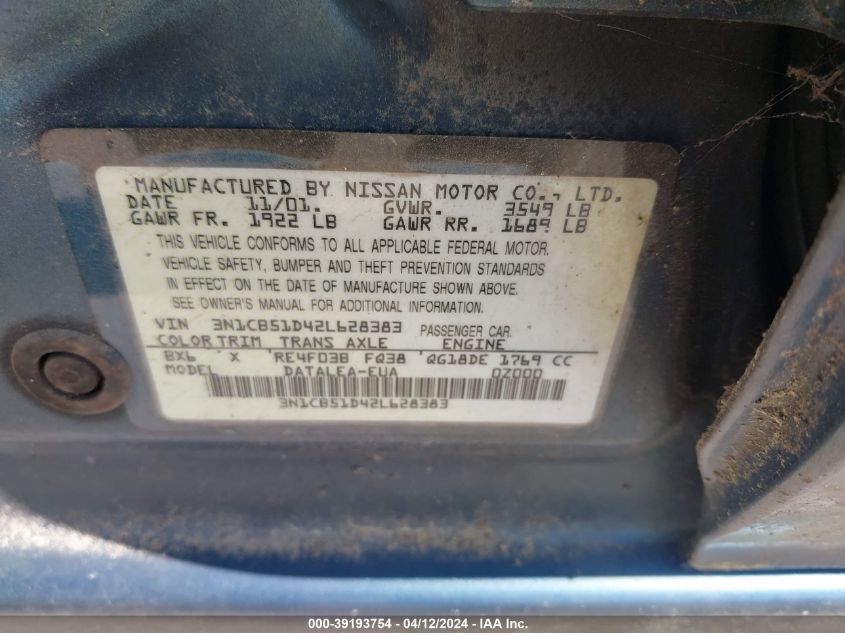 MANUFACTURED BY NISSAN MOTOR CO., LTD.
DATE 11/01. GVWR. 3549 LB
GAWR FR. 1922 LB GAWR RR. 1689 LB
THIS VEHICLE CONFORMS TO ALL APPLICABLE FEDERAL MOTOR
VEHICLE SAFETY, BUMPER AND THEFT PREVENTION STANDARDS
IN EFFECT ON THE DATE OF MANUFACTURE SHOWN ABOVE.
SEE OWNER'S MANUAL FOR ADDITIONAL INFORMATION.
VIN 3N1CB51D42L628383 PASSENGER CAR.
COLOR TRIM TRANS AXLE ENGINE
BX6 X RE4F03B FQ38 QG18DE 1769 CC
MODEL DATALEA-EUA 0Z000
3N1CB51D42L628383
000-39193754 - 04/12/2024 - IAA Inc.